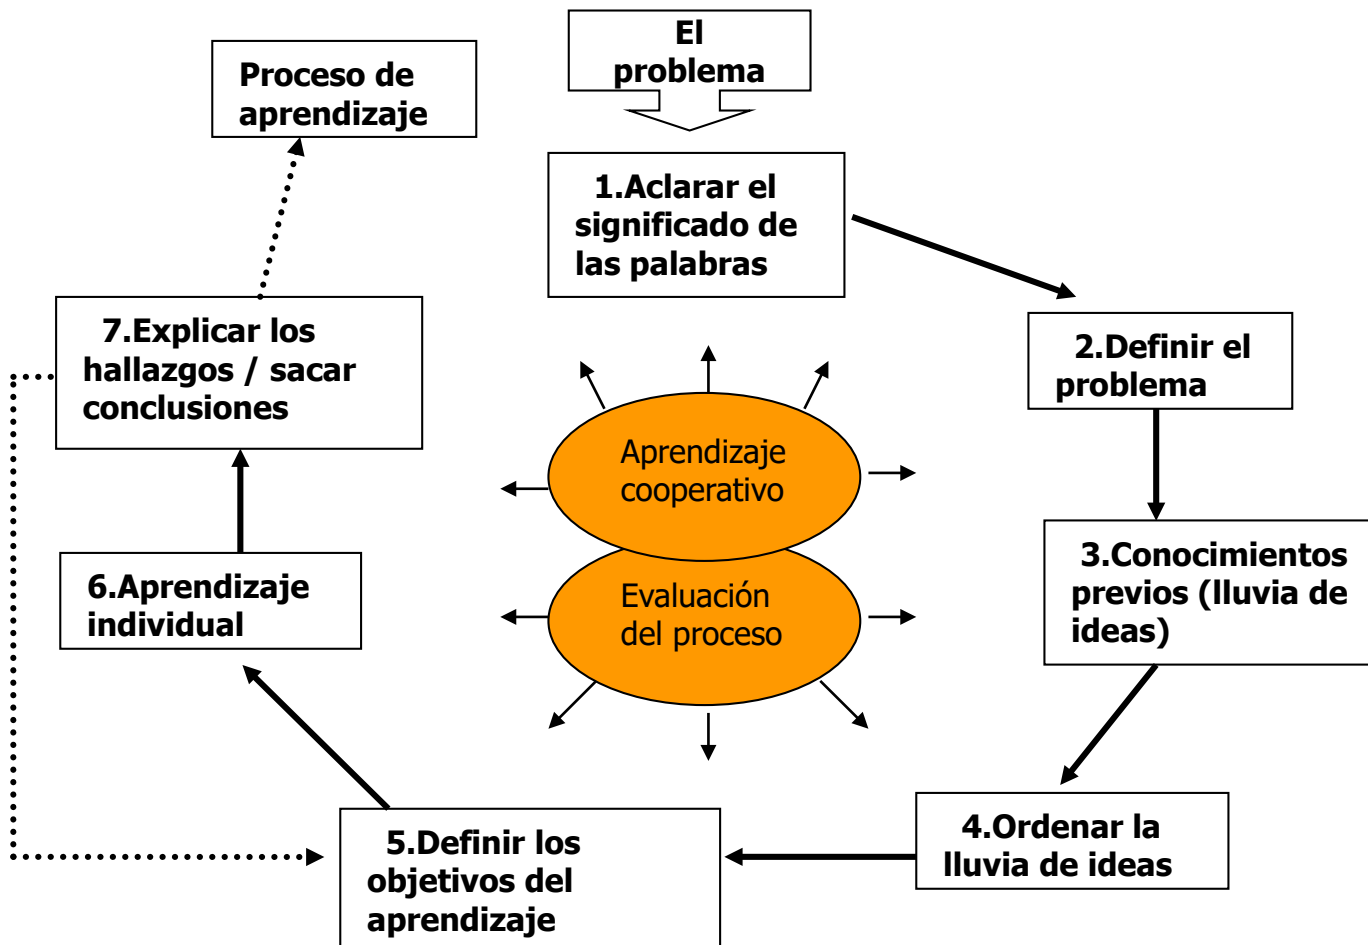 El
problema
Proceso de
aprendizaje
1.Aclarar el
significado de
las palabras
2.Definir el
problema
3.Conocimientos
previos (lluvia de
ideas)
4.Ordenar la
lluvia de ideas
5.Definir los
objetivos del
aprendizaje
6.Aprendizaje
individual
7.Explicar los
hallazgos / sacar
conclusiones
Aprendizaje
cooperativo
Evaluación
del proceso